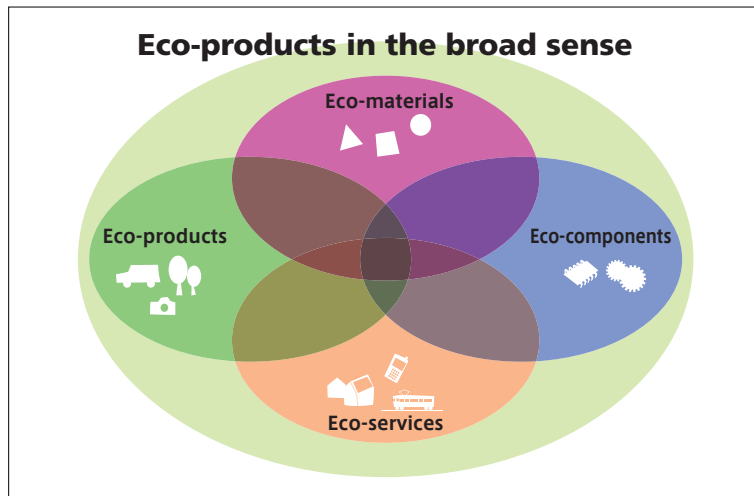 Eco-products in the broad sense
Eco-materials
Eco-products
Eco-components
Eco-services